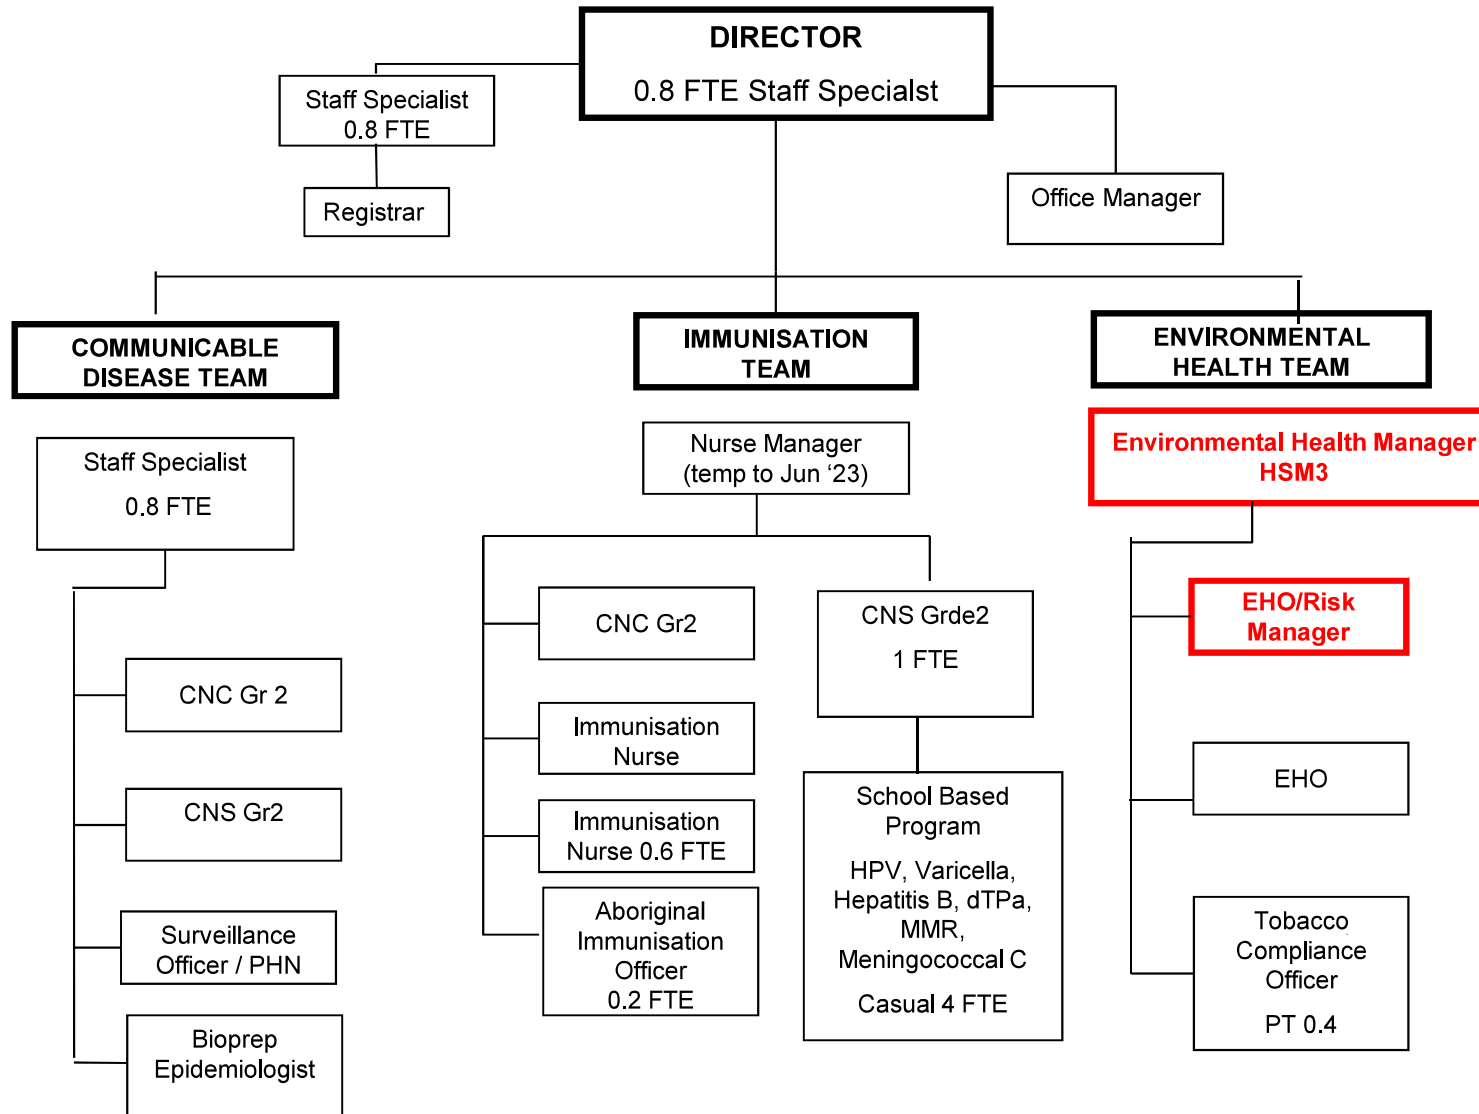 DIRECTOR
0.8 FTE Staff Specialst
Staff Specialist
0.8 FTE
Registrar
Office Manager
COMMUNICABLE
DISEASE TEAM
IMMUNISATION
TEAM
ENVIRONMENTAL
HEALTH TEAM
Staff Specialist
0.8 FTE
CNC Gr 2
CNS Gr2
Surveillance
Officer / PHN
Bioprep
Epidemiologist
Nurse Manager
(temp to Jun ‘23)
CNC Gr2
Immunisation
Nurse
Immunisation
Nurse 0.6 FTE
Aboriginal
Immunisation
Officer
0.2 FTE
CNS Grde2
1 FTE
School Based
Program
HPV, Varicella,
Hepatitis B, dTPa,
MMR,
Meningococcal C
Casual 4 FTE
Environmental Health Manager
HSM3
EHO/Risk
Manager
EHO
Tobacco
Compliance
Officer
PT 0.4